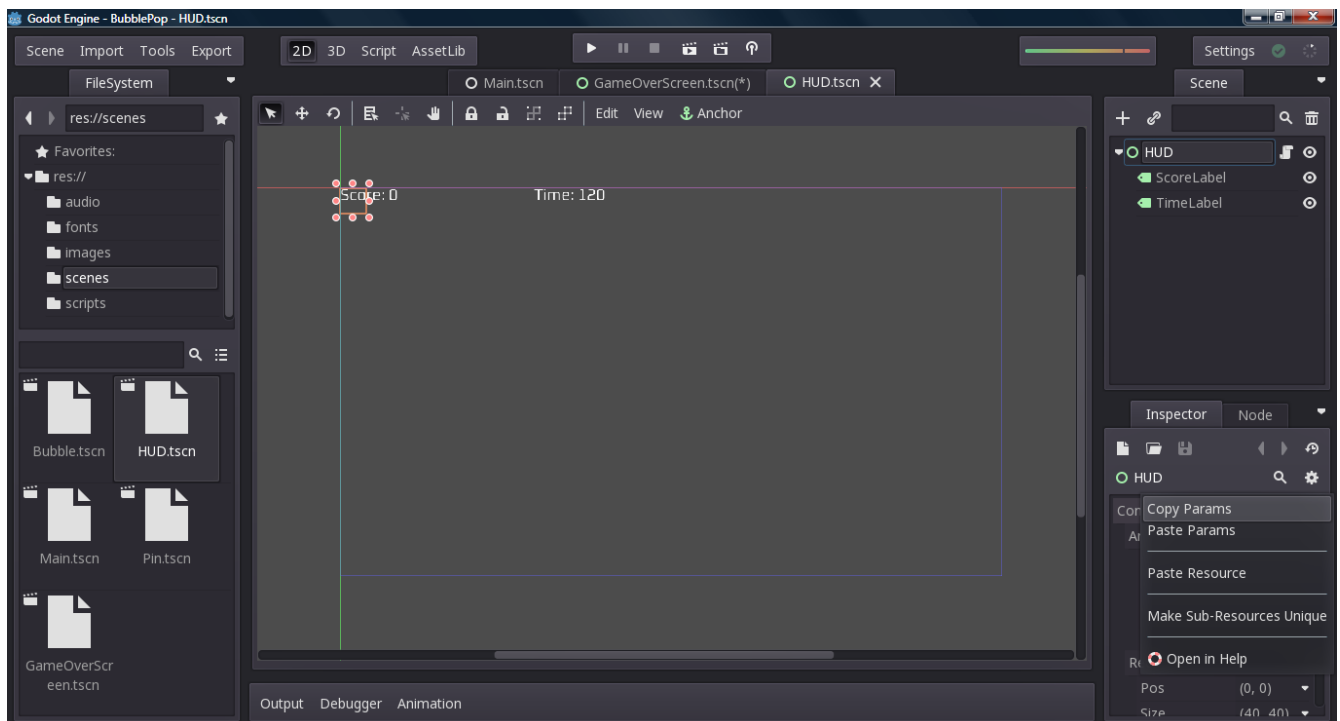 Godot Engine - BubblePop - HUD.tscn
Scene Import Tools Export
2D 3D Script AssetLib
Settings
FileSystem
Main.tscn
GameOverScreen.tscn(*)
HUD.tscn
Scene
res://scenes
Edit View Anchor
Favorites:
res://
audio
fonts
images
scenes
scripts
Score: 0
Time: 120
HUD
ScoreLabel
TimeLabel
Bubble.tscn
HUD.tscn
Main.tscn
Pin.tscn
GameOverScr
een.tscn
Inspector
Node
HUD
Copy Params
Paste Params
Paste Resource
Make Sub-Resources Unique
Open in Help
Pos (0, 0)
Size (40, 40)
Output Debugger Animation